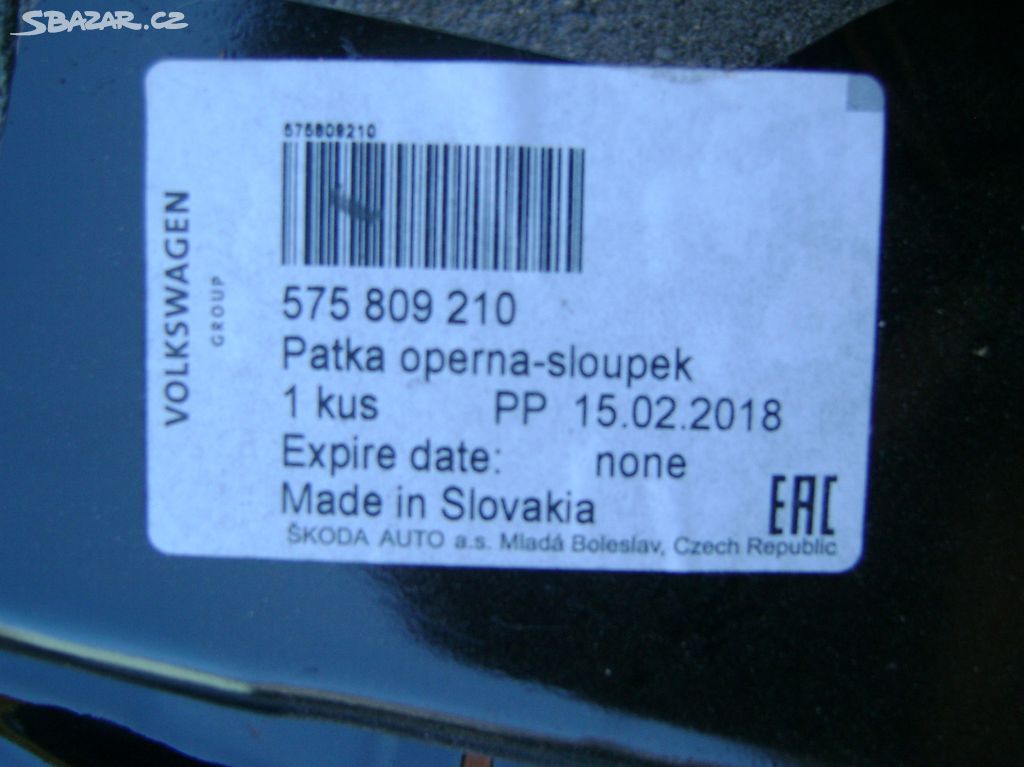 SBAZAR.CZ
575809210
VOLKSWAGEN
GROUP
575 809 210
Patka operna-sloupek
1 kus PP 15.02.2018
Expire date: none
Made in Slovakia
EAC
ŠKODA AUTO a.s. Mladá Boleslav, Czech Republic